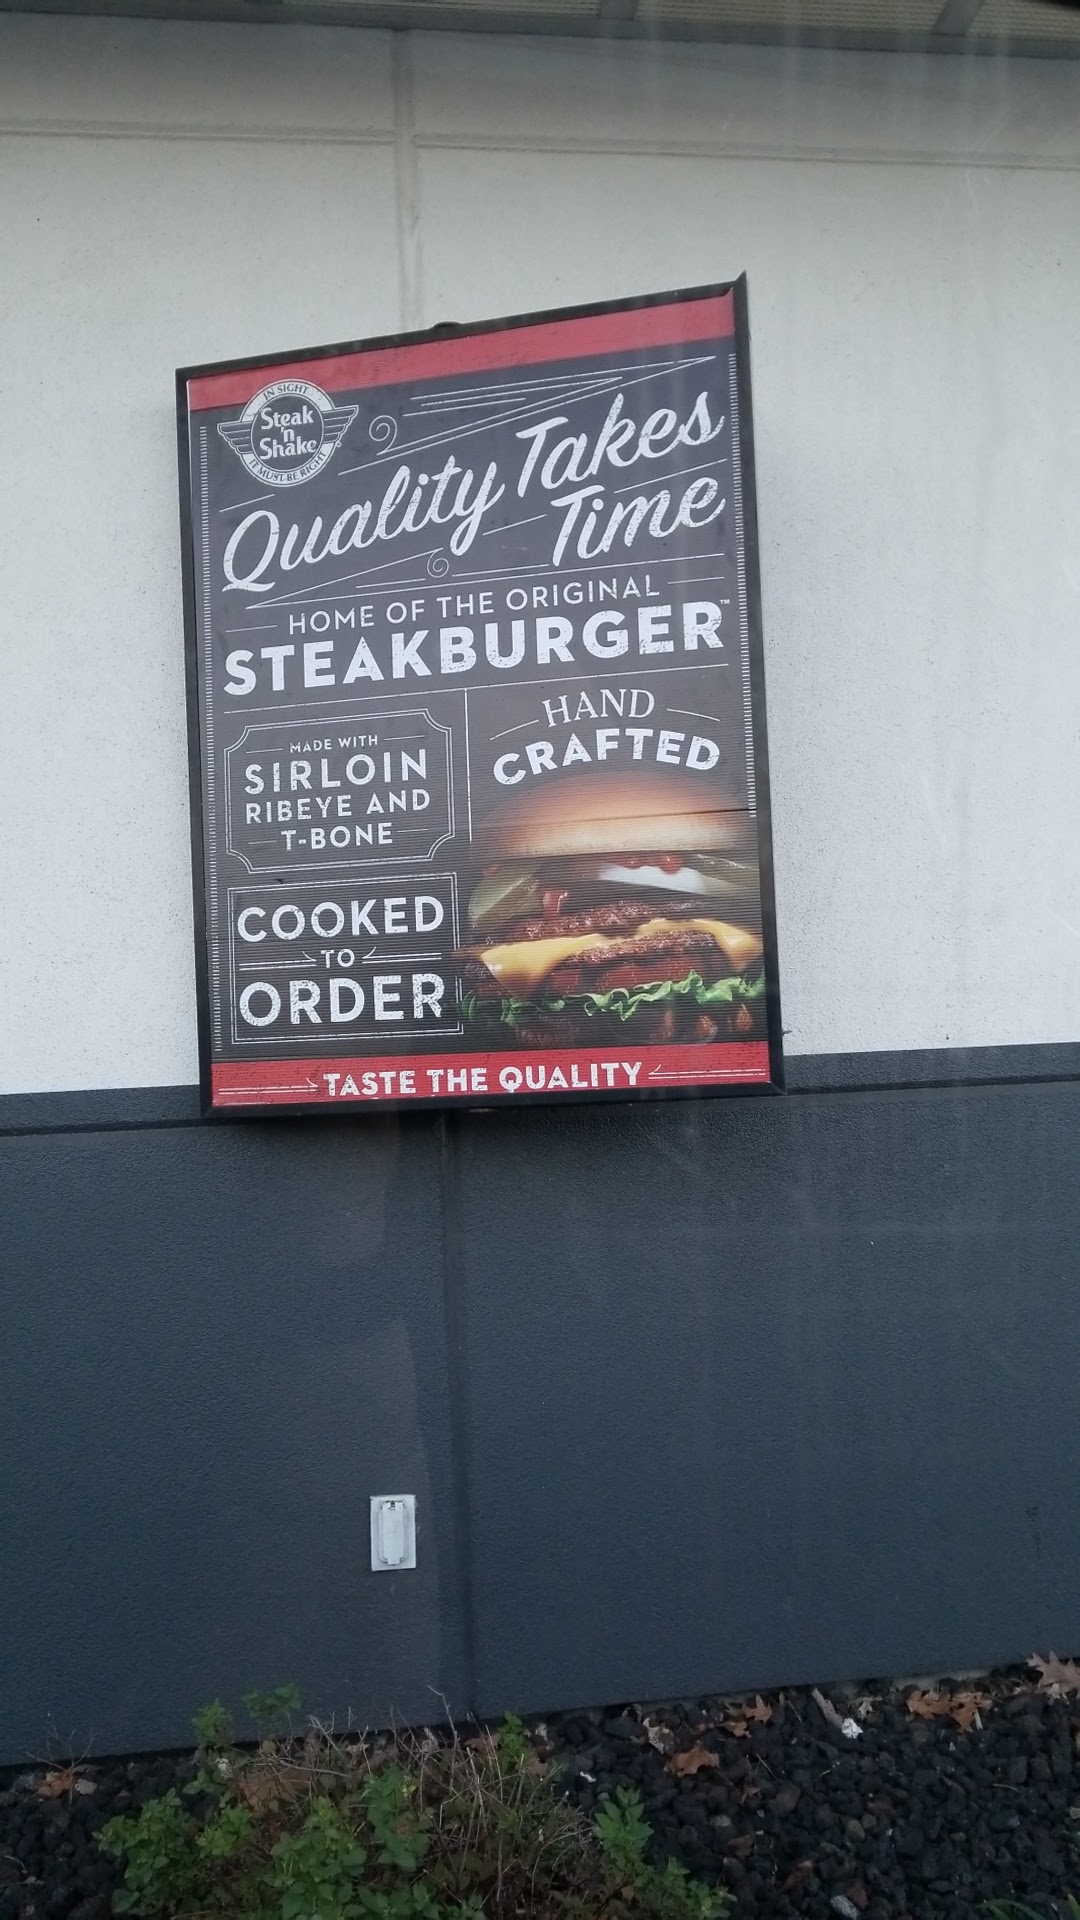 IN SIGHT
Steak
'n
Shake
IT MUST BE RIGHT
Quality Takes
Time
HOME OF THE ORIGINAL
STEAKBURGER™
MADE WITH
SIRLOIN
RIBEYE AND
T-BONE
HAND
CRAFTED
COOKED
TO
ORDER
TASTE THE QUALITY